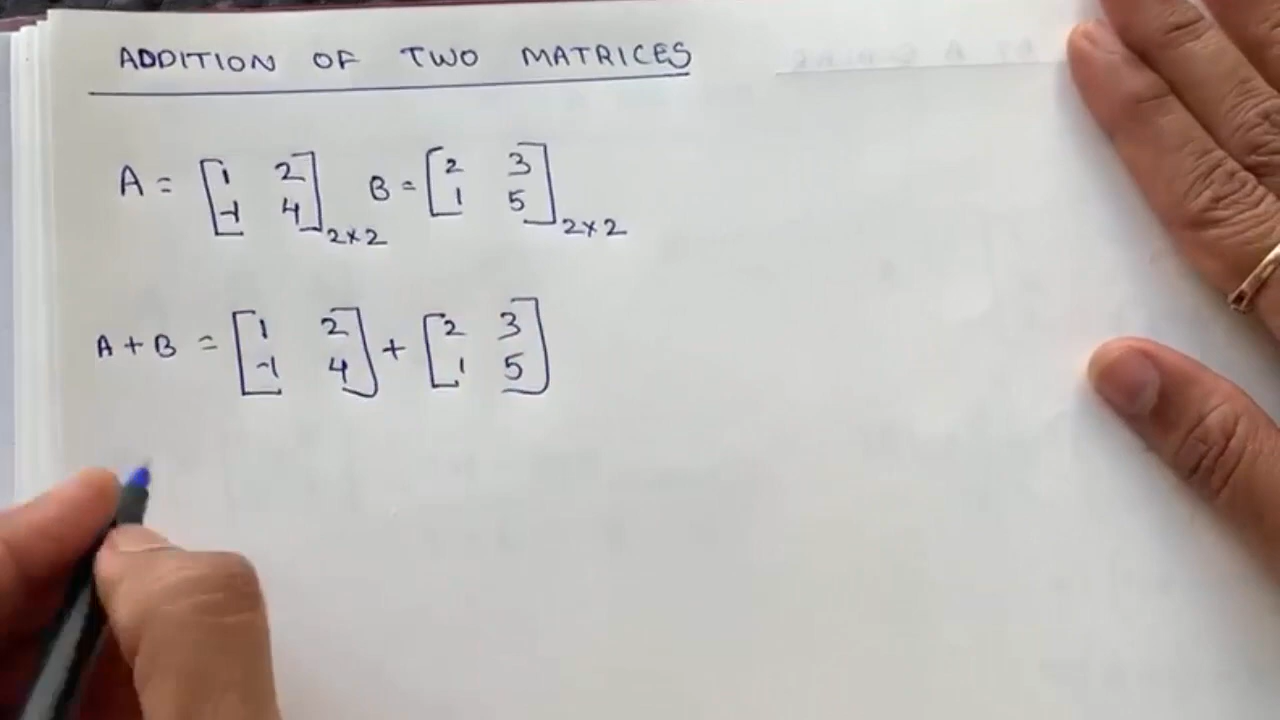 ADDITION OF TWO MATRICES
A = [1 2 B = [2 3
-1 4]2×2 1 5]2×2
A + B = [1 2 + [2 3
-1 4] 1 5]